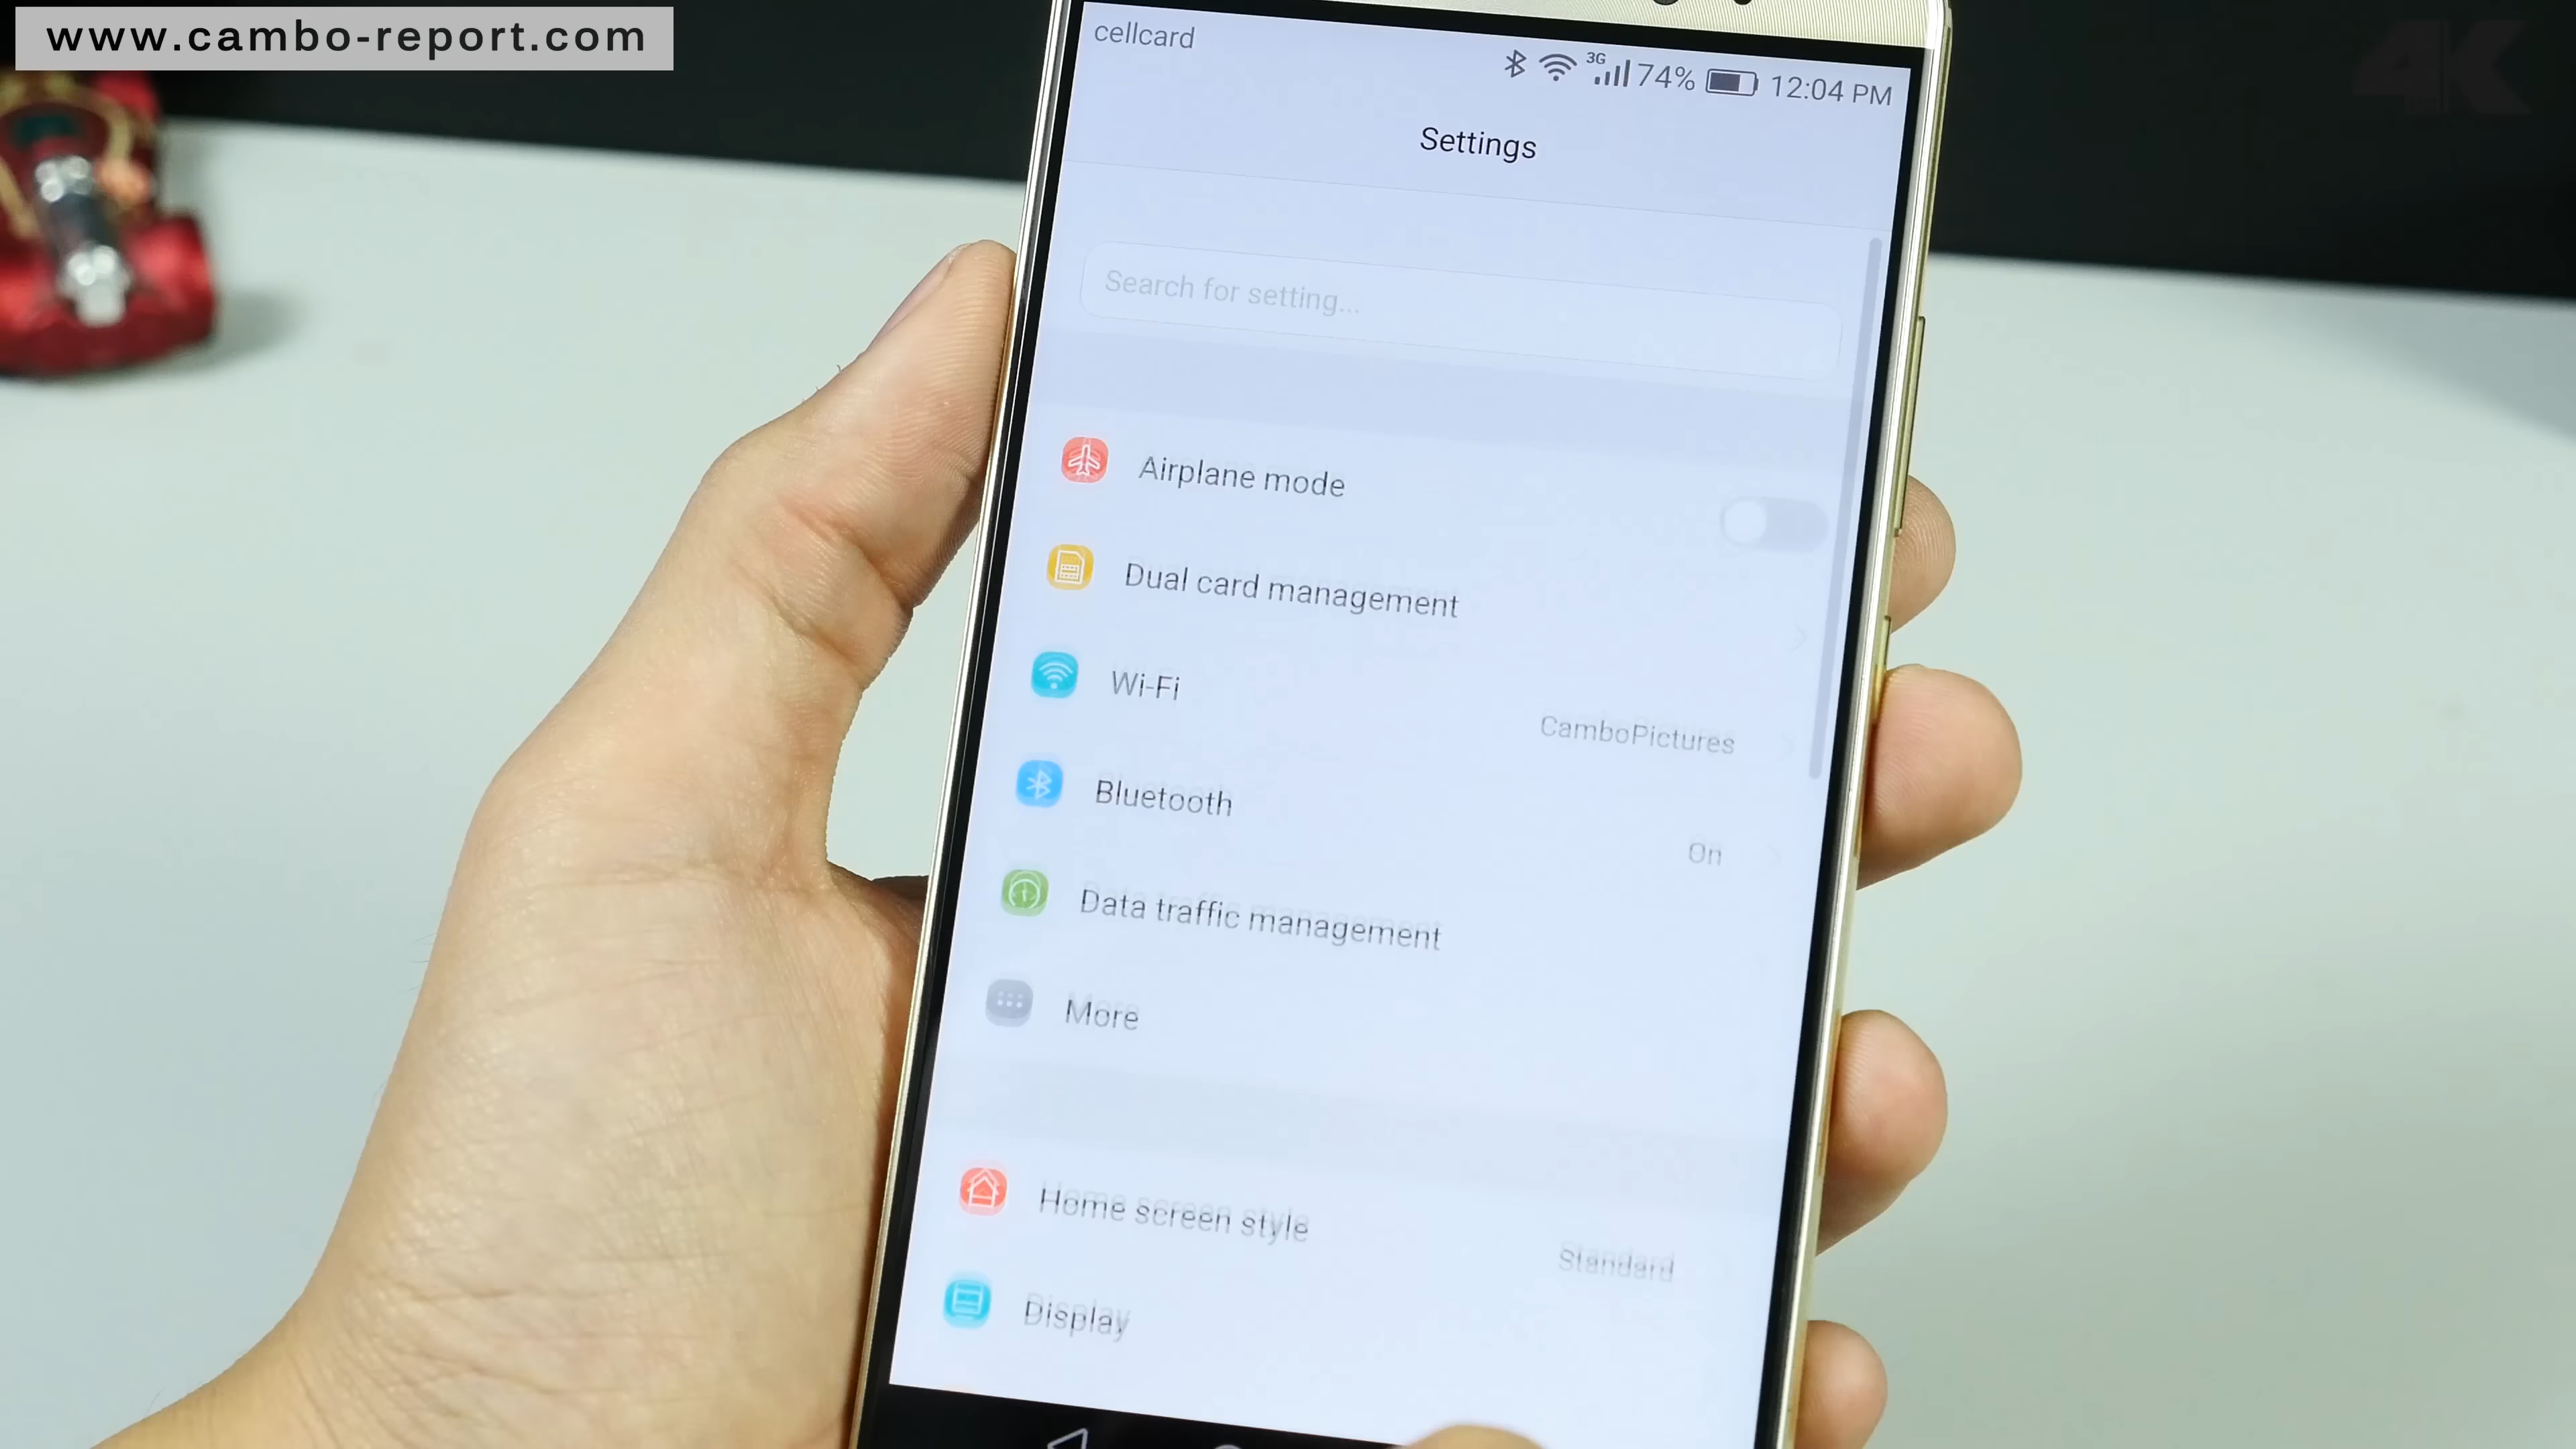 www.cambo-report.com
4K
cellcard
3G 74% 12:04 PM
Settings
Search for setting...
Airplane mode
Dual card management
Wi-Fi
CamboPictures
Bluetooth
On
Data traffic management
More
Home screen style
Standard
Display